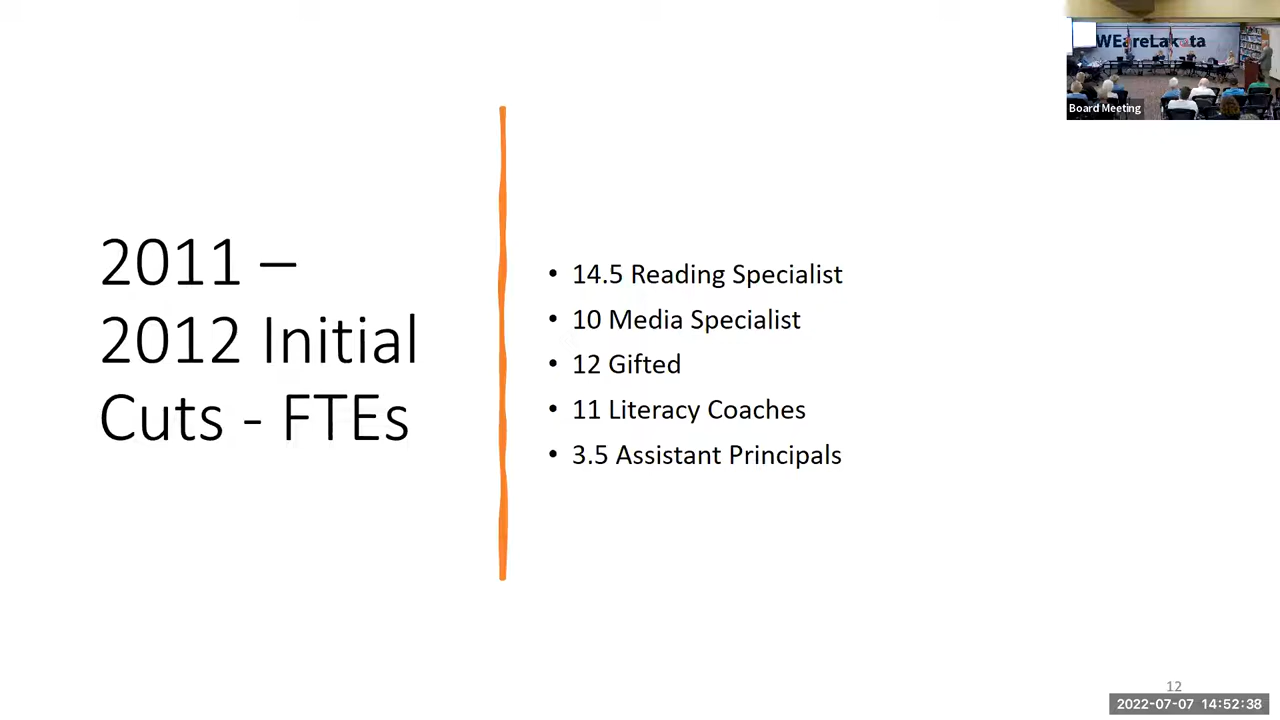 WEareLakota
Board Meeting
2011 –
2012 Initial
Cuts - FTEs
• 14.5 Reading Specialist
• 10 Media Specialist
• 12 Gifted
• 11 Literacy Coaches
• 3.5 Assistant Principals
12
2022-07-07 14:52:38